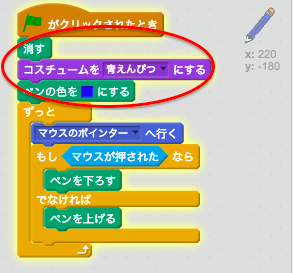 がクリックされたとき
消す
コスチュームを 青えんぴつ にする
ペンの色を にする
ずっと
マウスのポインター へ行く
もし マウスが押された なら
ペンを下ろす
でなければ
ペンを上げる
x: 220
y: -180